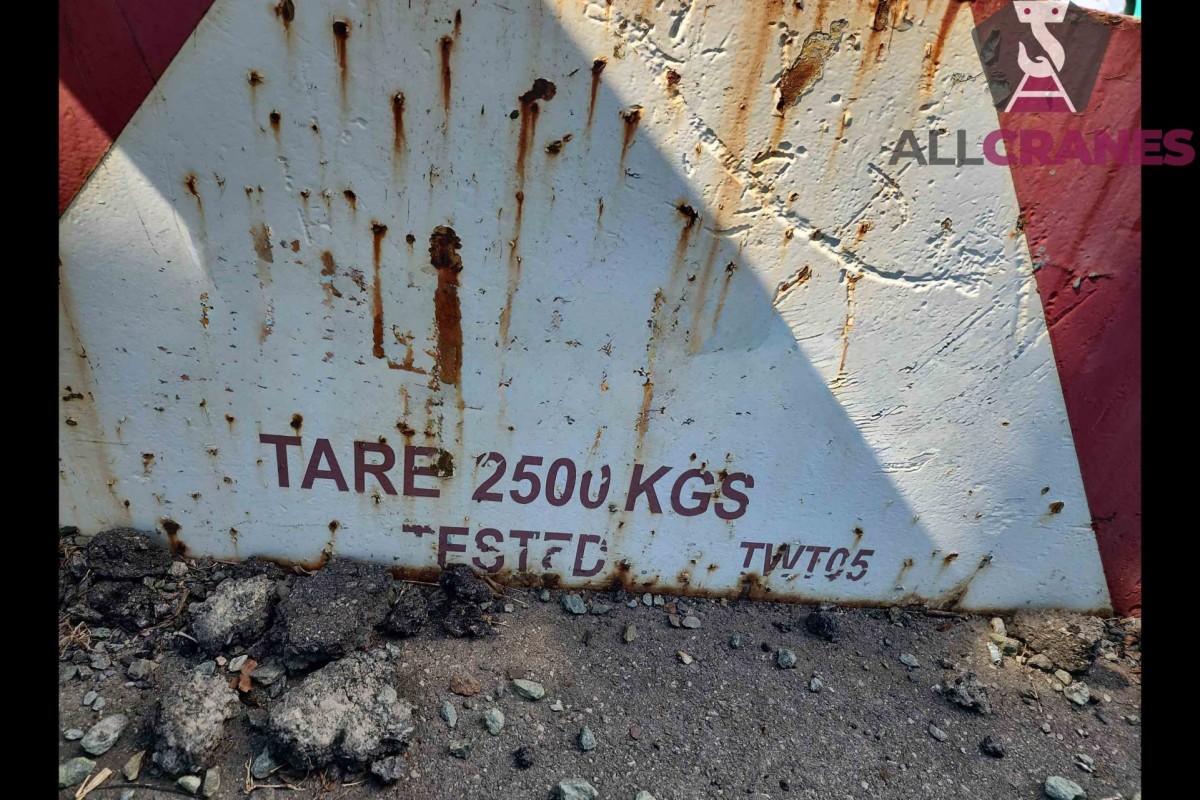 ALLCRANES
TARE 2500 KGS
TESTED TWT05